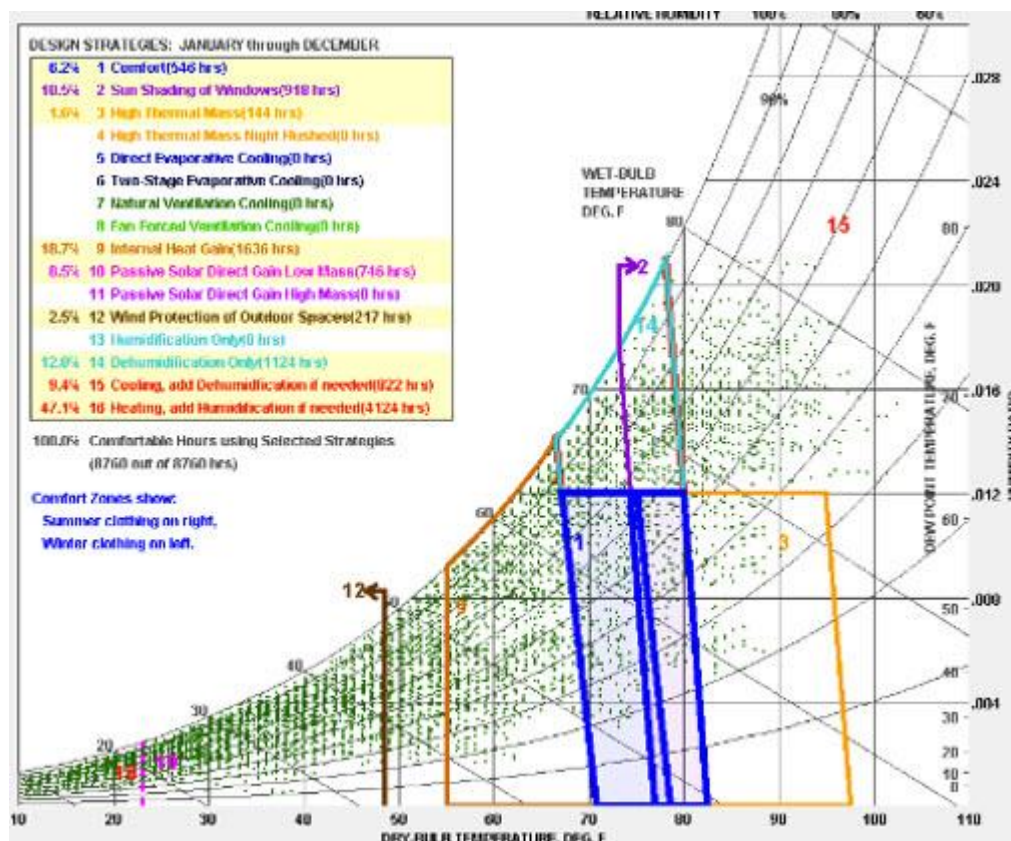 RELATIVE HUMIDITY 100% 80% 60%
DESIGN STRATEGIES: JANUARY through DECEMBER
6.2% 1 Comfort(546 hrs)
10.5% 2 Sun Shading of Windows(918 hrs)
1.6% 3 High Thermal Mass(144 hrs)
4 High Thermal Mass Night Flushed(0 hrs)
5 Direct Evaporative Cooling(0 hrs)
6 Two-Stage Evaporative Cooling(0 hrs)
7 Natural Ventilation Cooling(0 hrs)
8 Fan Forced Ventilation Cooling(0 hrs)
18.7% 9 Internal Heat Gain(1636 hrs)
8.5% 10 Passive Solar Direct Gain Low Mass(746 hrs)
11 Passive Solar Direct Gain High Mass(0 hrs)
2.5% 12 Wind Protection of Outdoor Spaces(217 hrs)
13 Humidification Only(0 hrs)
12.8% 14 Dehumidification Only(1124 hrs)
9.4% 15 Cooling, add Dehumidification if needed(822 hrs)
47.1% 16 Heating, add Humidification if needed(4124 hrs)
100.0% Comfortable Hours using Selected Strategies
(8760 out of 8760 hrs)
Comfort Zones show:
Summer clothing on right,
Winter clothing on left.
90%
WET-BULB
TEMPERATURE
DEG. F
80
70
60
40
30
20
2
14
15
1
3
9
12
.028
.024
.020
.016
.012
.008
.004
DEW POINT TEMPERATURE, DEG. F
80
70
60
50
40
30
20
10
0
10 20 30 40 50 60 70 80 90 100 110
DRY-BULB TEMPERATURE, DEG. F